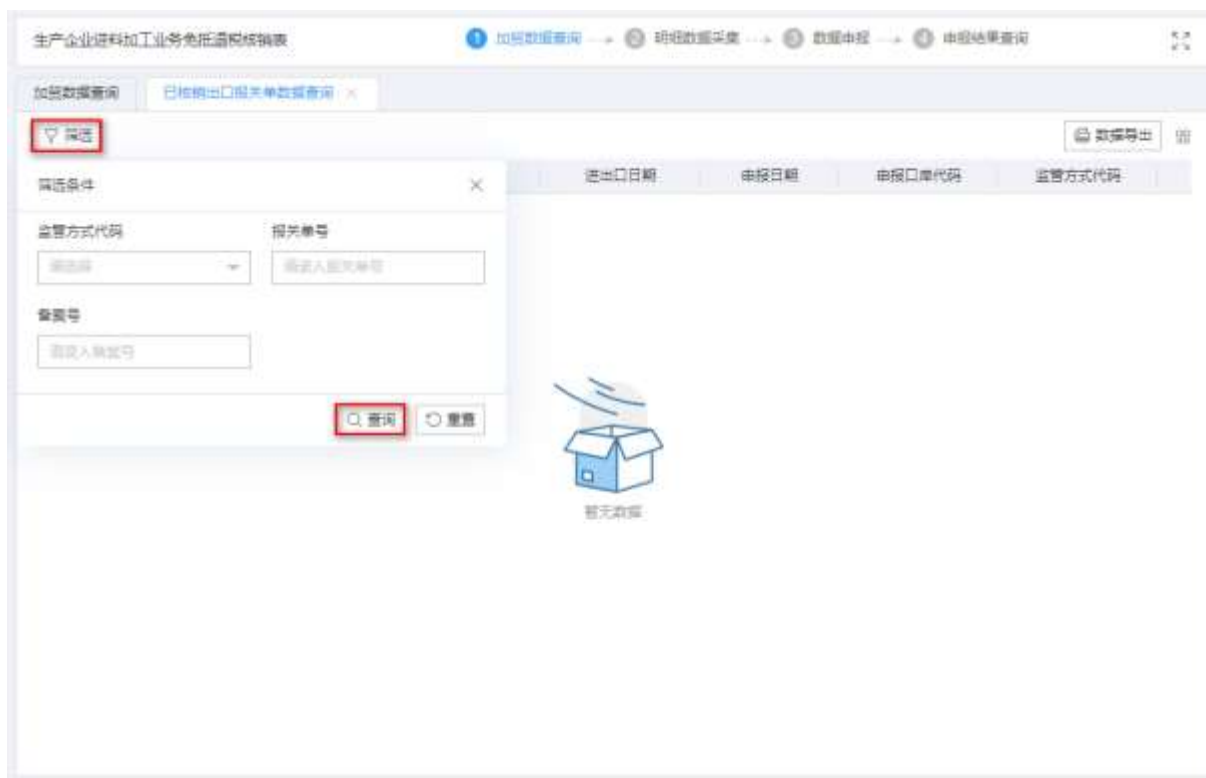 生产企业进料加工业务免抵退税核销表
1 加贸数据查询 2 明细数据采集 3 数据申报 4 申报结果查询
加贸数据查询 已核销出口报关单数据查询 ×
筛选 数据导出
筛选条件 × 进出口日期 申报日期 申报口岸代码 监管方式代码
监管方式代码 报关单号
请选择 请录入报关单号
备案号
请录入备案号
查询 重置
暂无数据